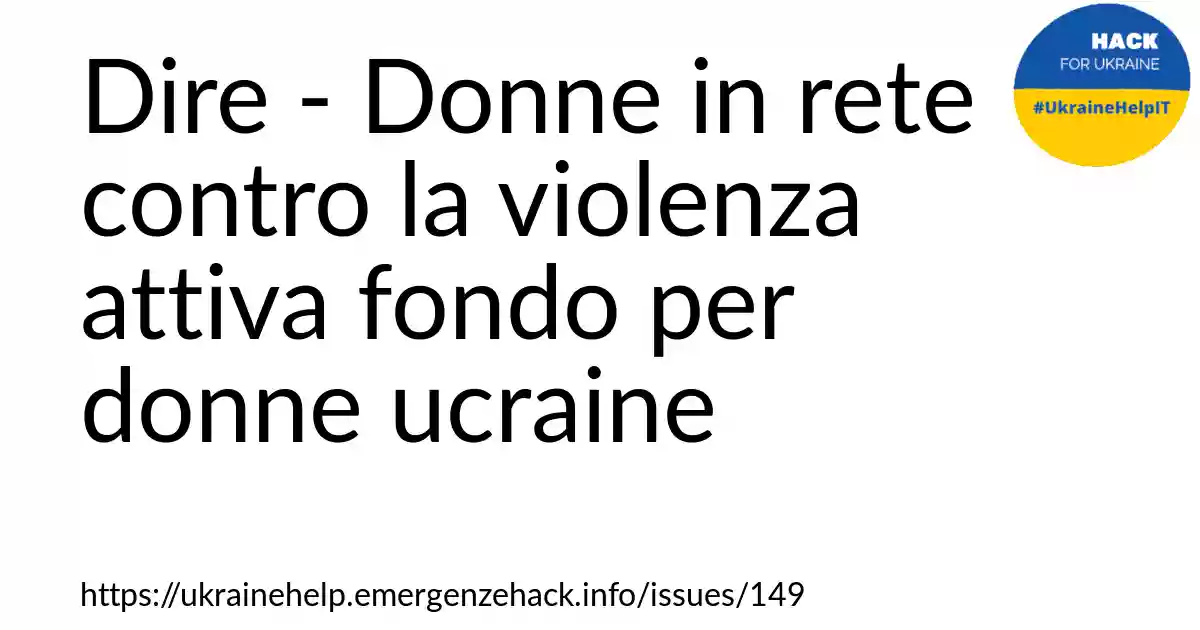 HACK
FOR UKRAINE
#UkraineHelpIT
Dire - Donne in rete
contro la violenza
attiva fondo per
donne ucraine
https://ukrainehelp.emergenzehack.info/issues/149